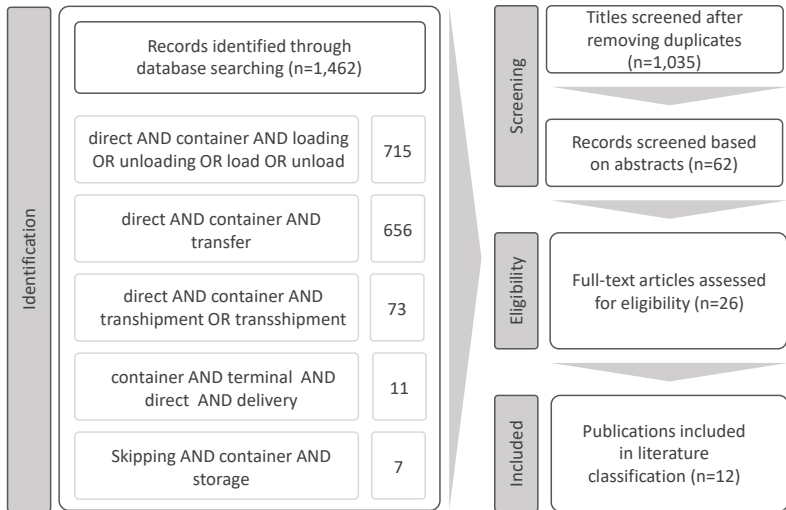 Identification
Records identified through
database searching (n=1,462)
direct AND container AND loading
OR unloading OR load OR unload
715
direct AND container AND
transfer
656
direct AND container AND
transhipment OR transshipment
73
container AND terminal AND
direct AND delivery
11
Skipping AND container AND
storage
7
Screening
Titles screened after
removing duplicates
(n=1,035)
Records screened based
on abstracts (n=62)
Eligibility
Full-text articles assessed
for eligibility (n=26)
Included
Publications included
in literature
classification (n=12)